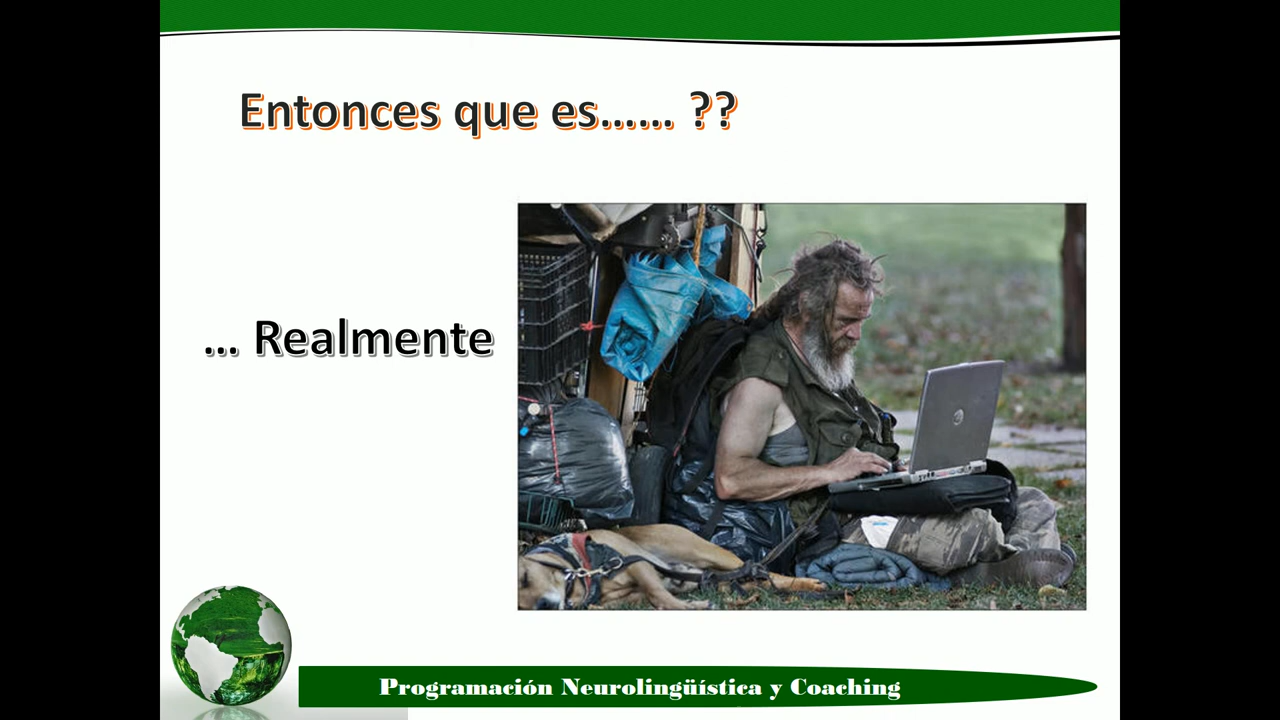 Entonces que es...... ??
... Realmente
Programación Neurolingüística y Coaching